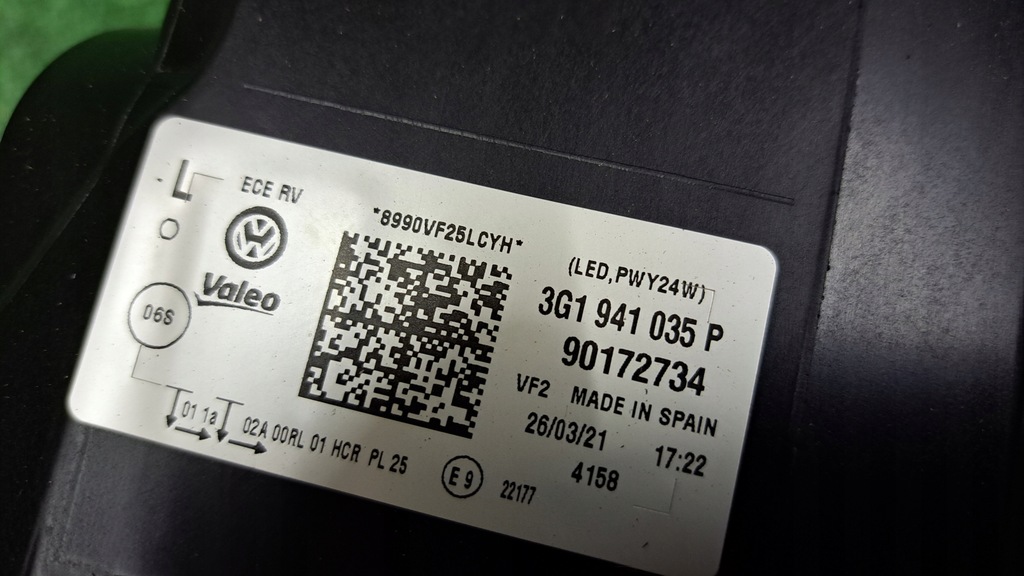 L
ECE RV
Valeo
06S
*8990VF25LCYH*
(LED,PWY24W)
3G1 941 035 P
90172734
VF2 MADE IN SPAIN
26/03/21 17:22
4158
01 1a 02A 00RL 01 HCR PL 25
E9 22177